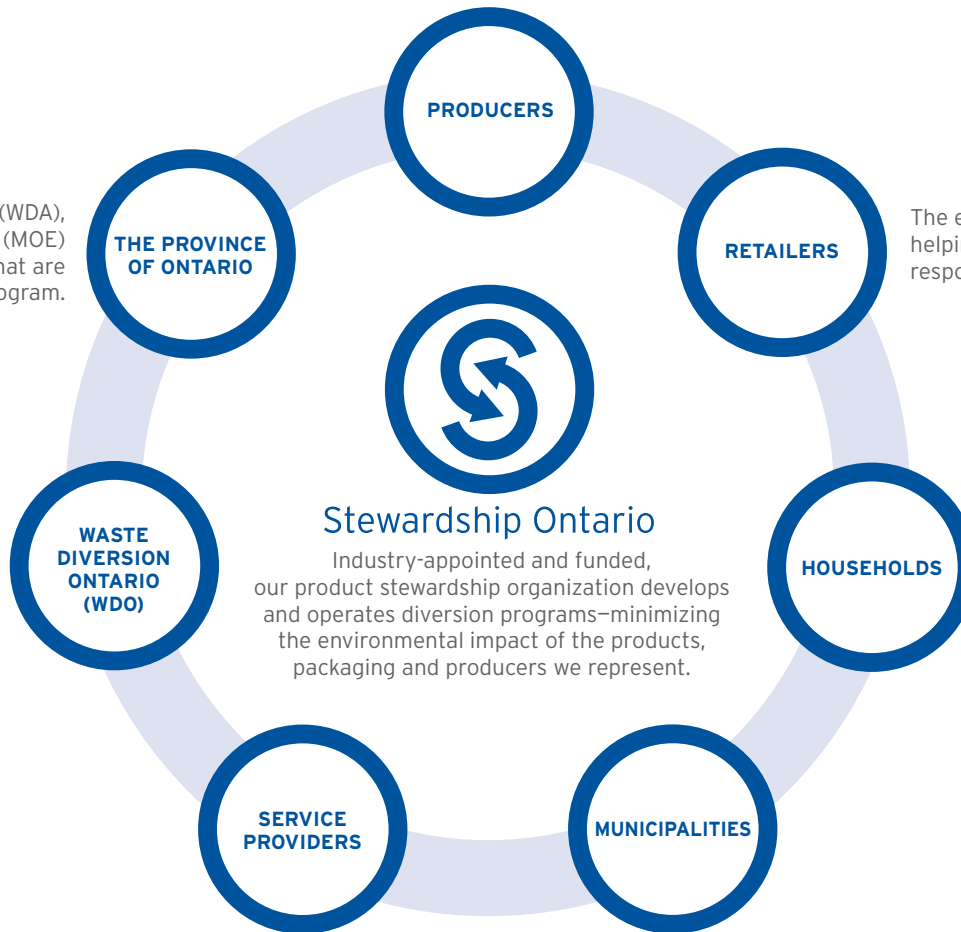 PRODUCERS
(WDA),
(MOE)
hat are
ogram.
THE PROVINCE
OF ONTARIO
RETAILERS
The e
helpin
respo
Stewardship Ontario
Industry-appointed and funded,
our product stewardship organization develops
and operates diversion programs—minimizing
the environmental impact of the products,
packaging and producers we represent.
WASTE
DIVERSION
ONTARIO
(WDO)
HOUSEHOLDS
SERVICE
PROVIDERS
MUNICIPALITIES